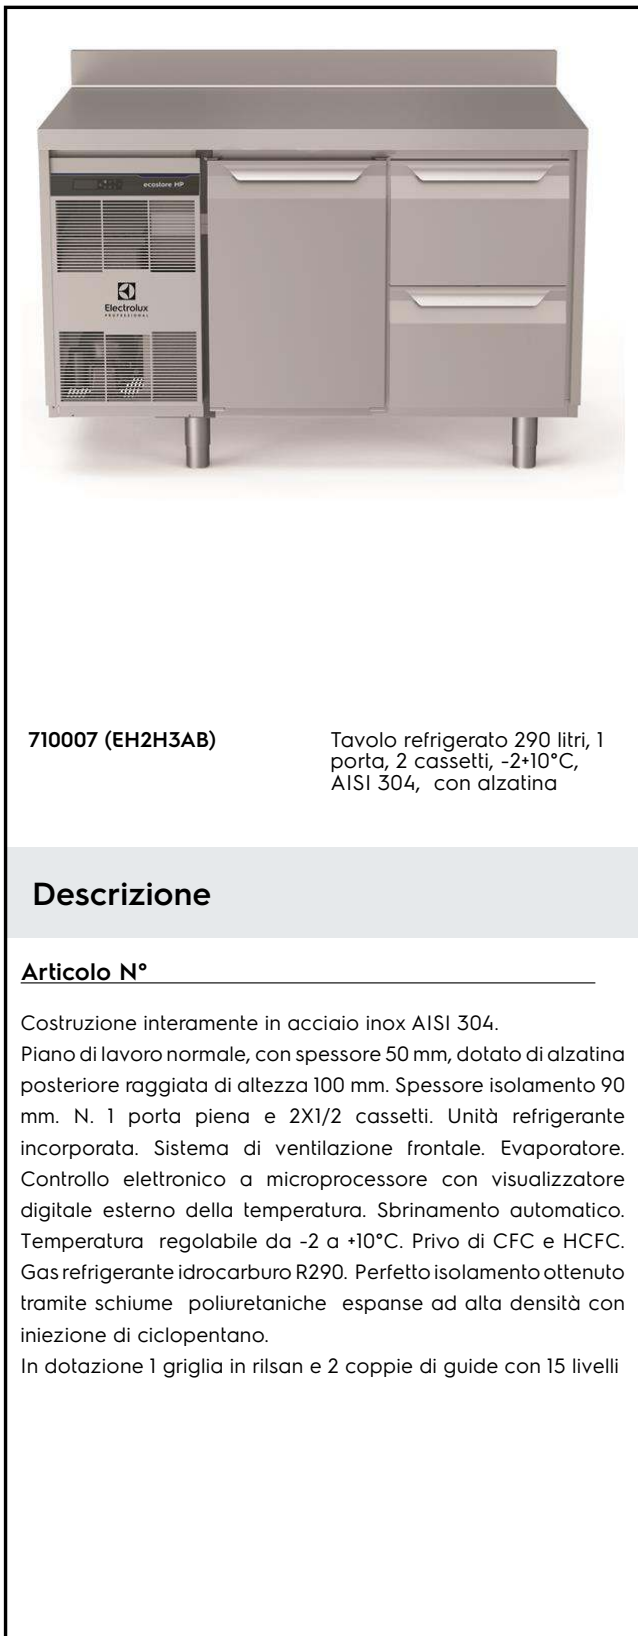 ecostore HP
Electrolux
PROFESSIONAL
710007 (EH2H3AB)
Tavolo refrigerato 290 litri, 1
porta, 2 cassetti, -2+10°C,
AISI 304, con alzatina
Descrizione
Articolo N°
Costruzione interamente in acciaio inox AISI 304.
Piano di lavoro normale, con spessore 50 mm, dotato di alzatina
posteriore raggiata di altezza 100 mm. Spessore isolamento 90
mm. N. 1 porta piena e 2X1/2 cassetti. Unità refrigerante
incorporata. Sistema di ventilazione frontale. Evaporatore.
Controllo elettronico a microprocessore con visualizzatore
digitale esterno della temperatura. Sbrinamento automatico.
Temperatura regolabile da -2 a +10°C. Privo di CFC e HCFC.
Gas refrigerante idrocarburo R290. Perfetto isolamento ottenuto
tramite schiume poliuretaniche espanse ad alta densità con
iniezione di ciclopentano.
In dotazione 1 griglia in rilsan e 2 coppie di guide con 15 livelli